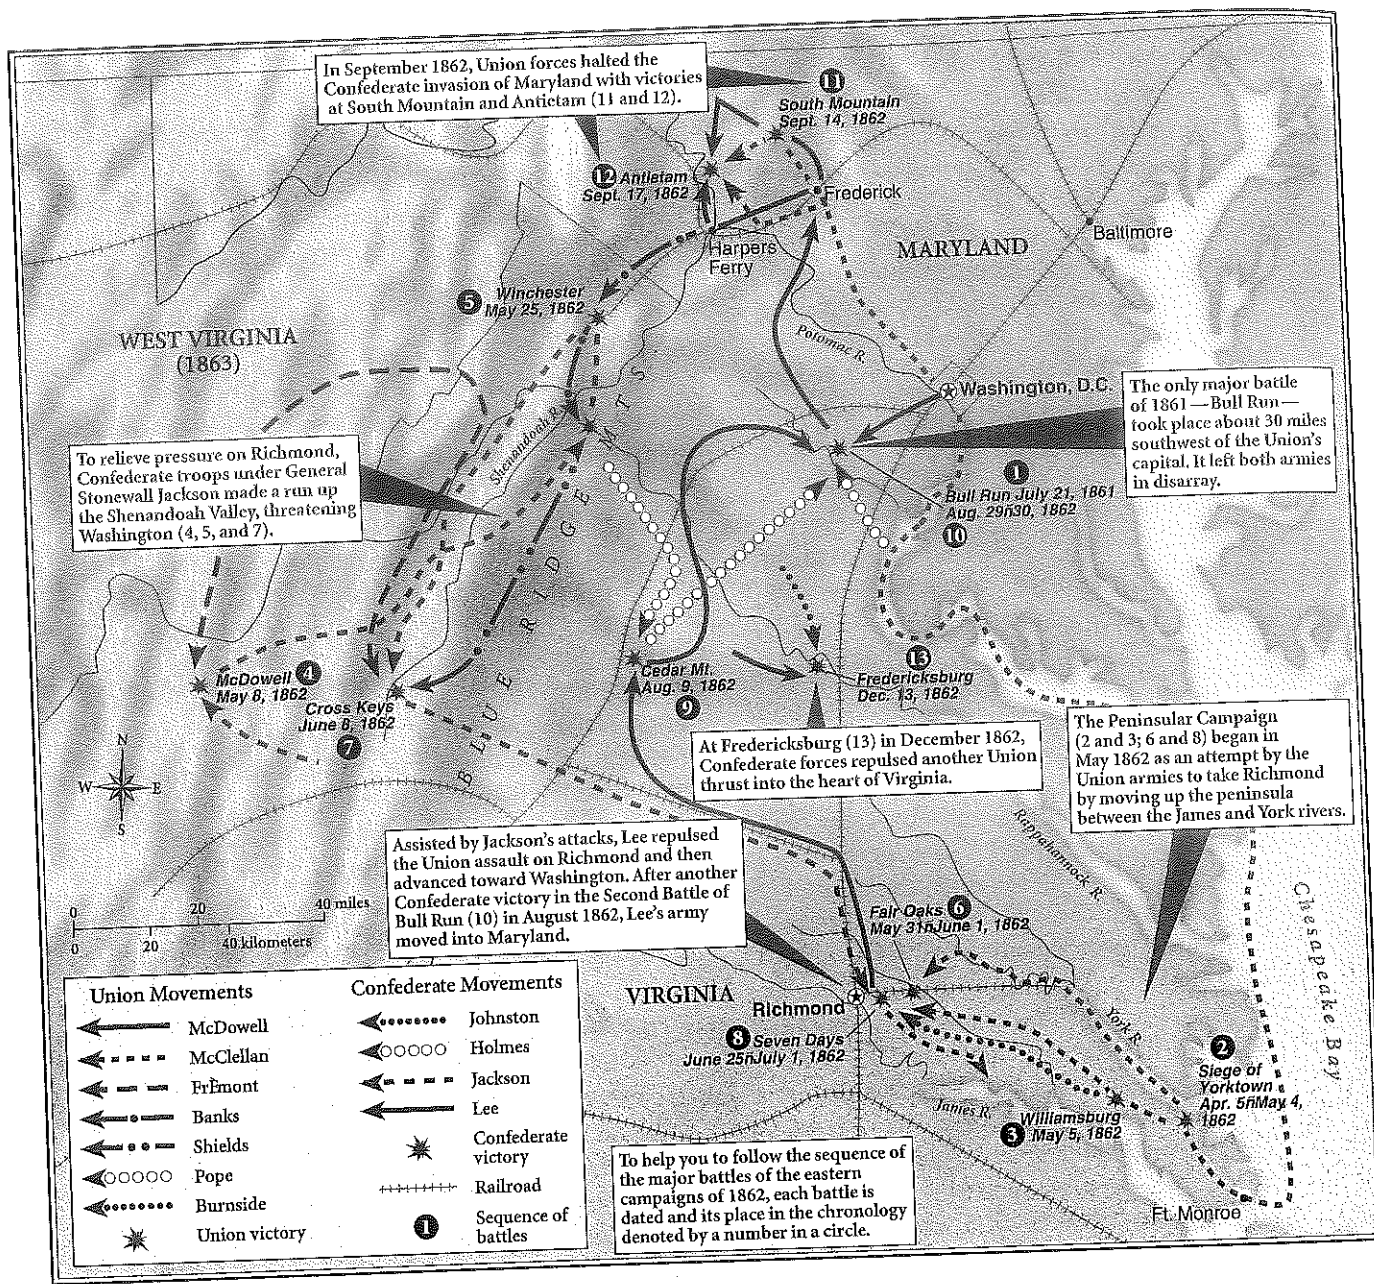 In September 1862, Union forces halted the
Confederate invasion of Maryland with victories
at South Mountain and Antietam (11 and 12).
11
South Mountain
Sept. 14, 1862
12 Antietam
Sept. 17, 1862
Frederick
Harpers
Ferry
MARYLAND
Baltimore
5 Winchester
May 25, 1862
WEST VIRGINIA
(1863)
Potomac R.
Washington, D.C.
The only major battle
of 1861—Bull Run—
took place about 30 miles
southwest of the Union's
capital. It left both armies
in disarray.
Shenandoah R.
To relieve pressure on Richmond,
Confederate troops under General
Stonewall Jackson made a run up
the Shenandoah Valley, threatening
Washington (4, 5, and 7).
1
Bull Run July 21, 1861
Aug. 29ñ30, 1862
10
BLUE RIDGE MTS
McDowell 4
May 8, 1862
Cross Keys
June 8, 1862
7
Cedar Mt.
Aug. 9, 1862
9
13
Fredericksburg
Dec. 13, 1862
At Fredericksburg (13) in December 1862,
Confederate forces repulsed another Union
thrust into the heart of Virginia.
The Peninsular Campaign
(2 and 3; 6 and 8) began in
May 1862 as an attempt by the
Union armies to take Richmond
by moving up the peninsula
between the James and York rivers.
N
W E
S
Rappahannock R.
Assisted by Jackson's attacks, Lee repulsed
the Union assault on Richmond and then
advanced toward Washington. After another
Confederate victory in the Second Battle of
Bull Run (10) in August 1862, Lee's army
moved into Maryland.
0 20 40 miles
0 20 40 kilometers
Fair Oaks 6
May 31ñJune 1, 1862
Chesapeake Bay
VIRGINIA
Richmond
8 Seven Days
June 25ñJuly 1, 1862
York R.
James R.
2
Siege of
Yorktown
Apr. 5ñMay 4,
1862
3 Williamsburg
May 5, 1862
Ft. Monroe
Union Movements
McDowell
McClellan
Frémont
Banks
Shields
Pope
Burnside
Union victory
Confederate Movements
Johnston
Holmes
Jackson
Lee
Confederate
victory
Railroad
1 Sequence of
battles
To help you to follow the sequence of
the major battles of the eastern
campaigns of 1862, each battle is
dated and its place in the chronology
denoted by a number in a circle.